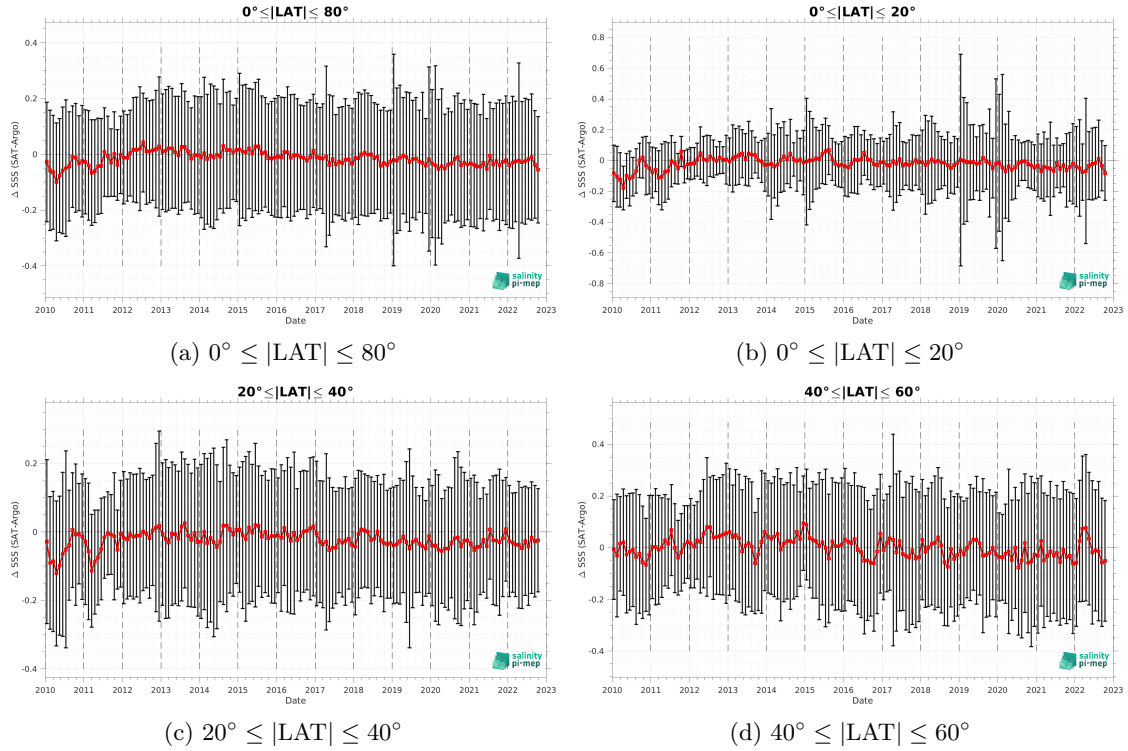 0°≤|LAT|≤ 80°
0.4
0.2
0
-0.2
-0.4
Δ SSS (SAT-Argo)
2010 2011 2012 2013 2014 2015 2016 2017 2018 2019 2020 2021 2022 2023
Date
salinity
pi-mep
(a) 0° ≤ |LAT| ≤ 80°
0°≤|LAT|≤ 20°
0.8
0.6
0.4
0.2
0
-0.2
-0.4
-0.6
-0.8
Δ SSS (SAT-Argo)
2010 2011 2012 2013 2014 2015 2016 2017 2018 2019 2020 2021 2022 2023
Date
salinity
pi-mep
(b) 0° ≤ |LAT| ≤ 20°
20°≤|LAT|≤ 40°
0.2
0
-0.2
-0.4
Δ SSS (SAT-Argo)
2010 2011 2012 2013 2014 2015 2016 2017 2018 2019 2020 2021 2022 2023
Date
salinity
pi-mep
(c) 20° ≤ |LAT| ≤ 40°
40°≤|LAT|≤ 60°
0.4
0.2
0
-0.2
-0.4
Δ SSS (SAT-Argo)
2010 2011 2012 2013 2014 2015 2016 2017 2018 2019 2020 2021 2022 2023
Date
salinity
pi-mep
(d) 40° ≤ |LAT| ≤ 60°